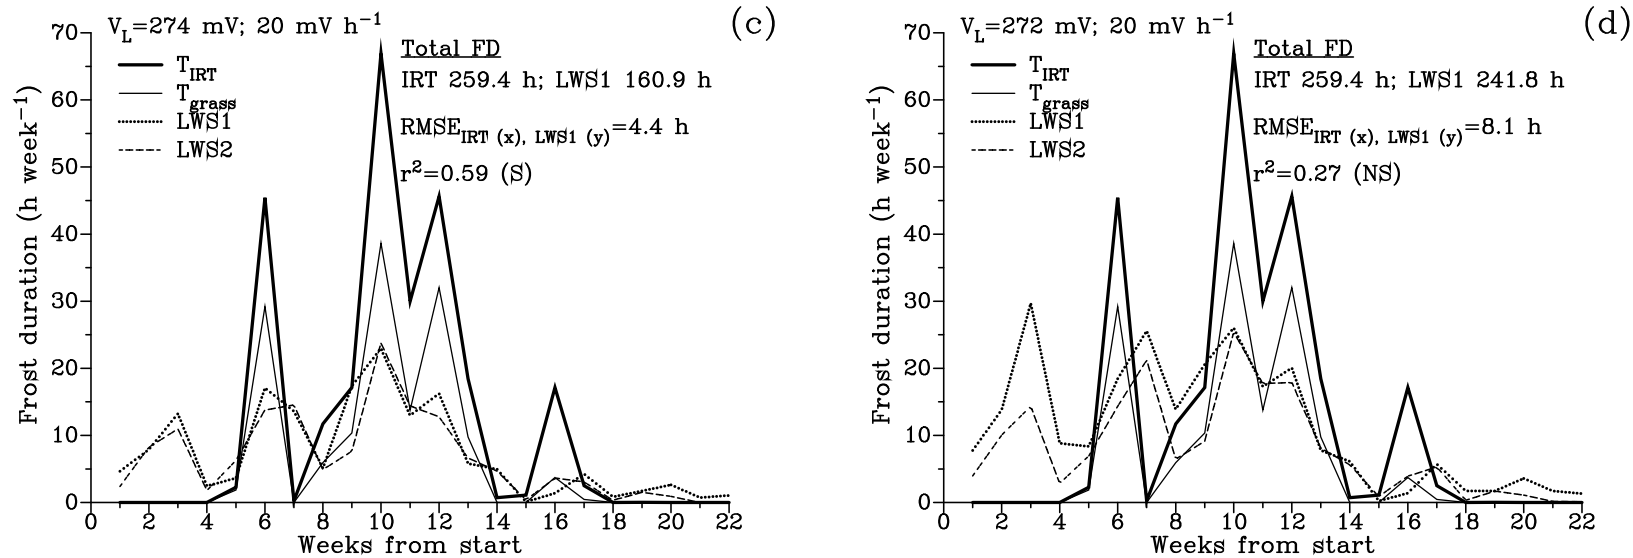 V_L=274 mV; 20 mV h⁻¹
(c)
T_IRT
T_grass
LWS1
LWS2
Total FD
IRT 259.4 h; LWS1 160.9 h
RMSE_IRT (x), LWS1 (y)=4.4 h
r²=0.59 (S)
Frost duration (h week⁻¹)
70
60
50
40
30
20
10
0
0 2 4 6 8 10 12 14 16 18 20 22
Weeks from start
V_L=272 mV; 20 mV h⁻¹
(d)
T_IRT
T_grass
LWS1
LWS2
Total FD
IRT 259.4 h; LWS1 241.8 h
RMSE_IRT (x), LWS1 (y)=8.1 h
r²=0.27 (NS)
Frost duration (h week⁻¹)
70
60
50
40
30
20
10
0
0 2 4 6 8 10 12 14 16 18 20 22
Weeks from start